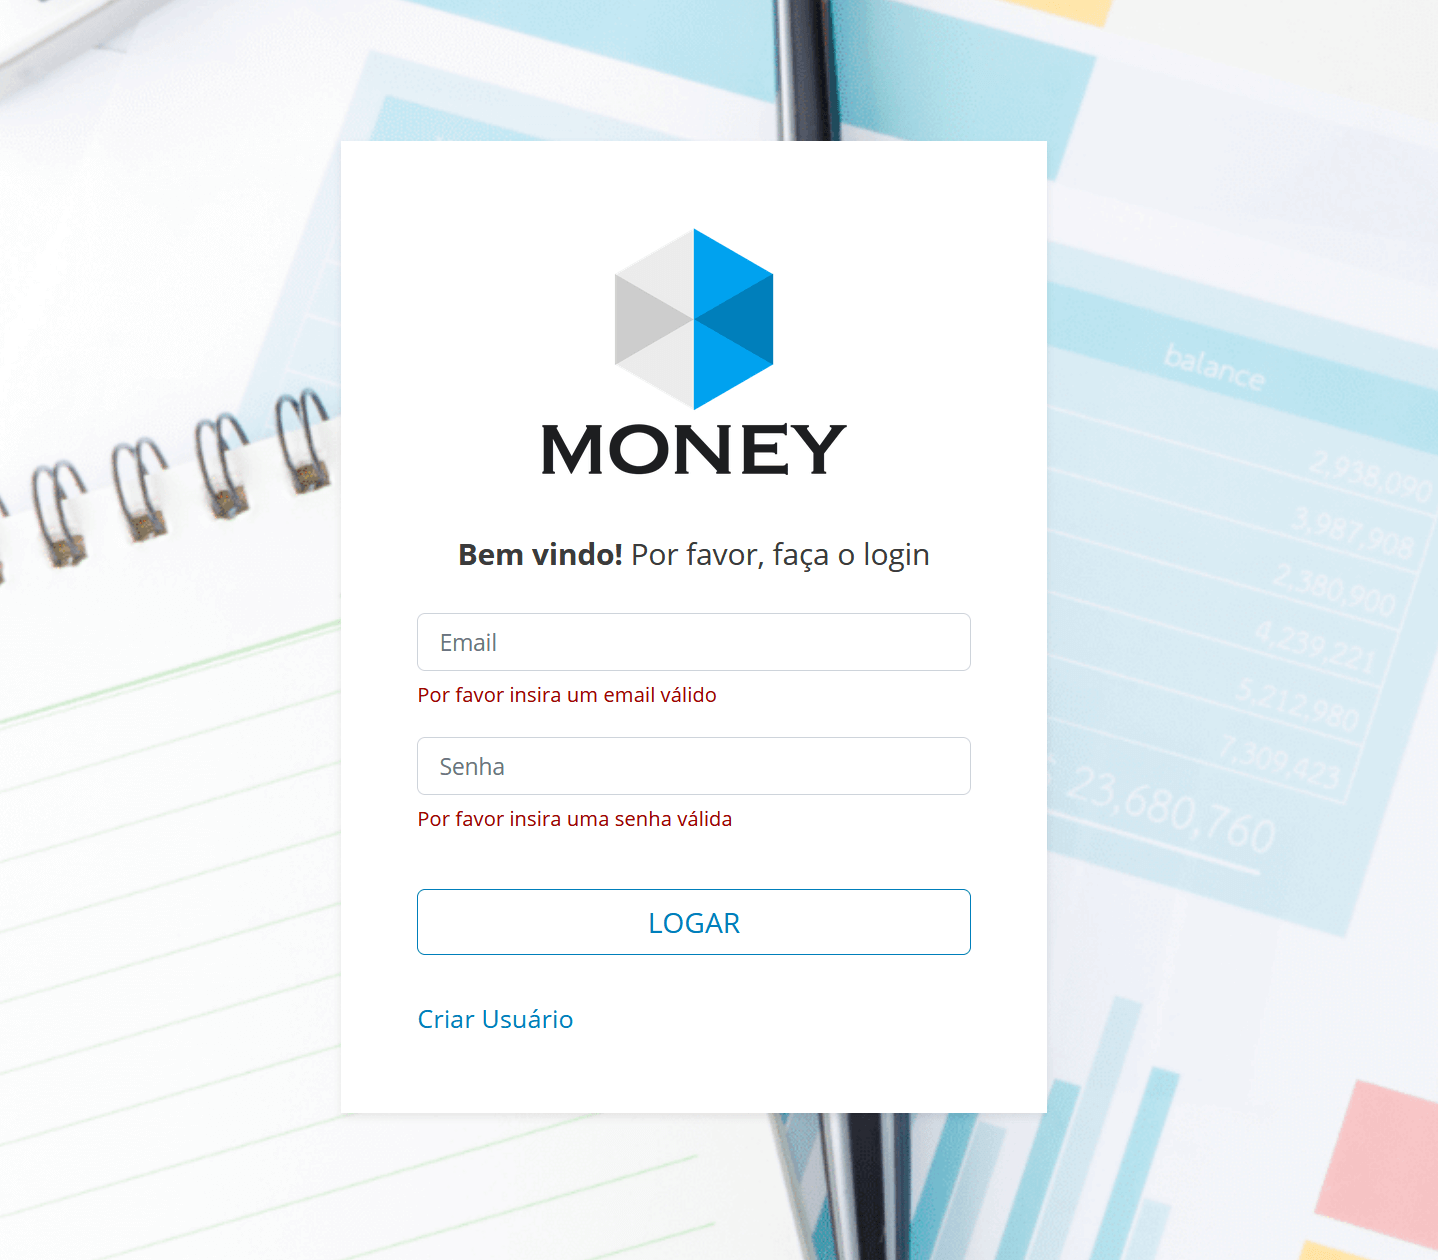 MONEY
Bem vindo! Por favor, faça o login
Email
Por favor insira um email válido
Senha
Por favor insira uma senha válida
LOGAR
Criar Usuário
balance
2,938,090
3,987,908
2,380,900
4,239,221
5,212,980
7,309,423
23,680,760